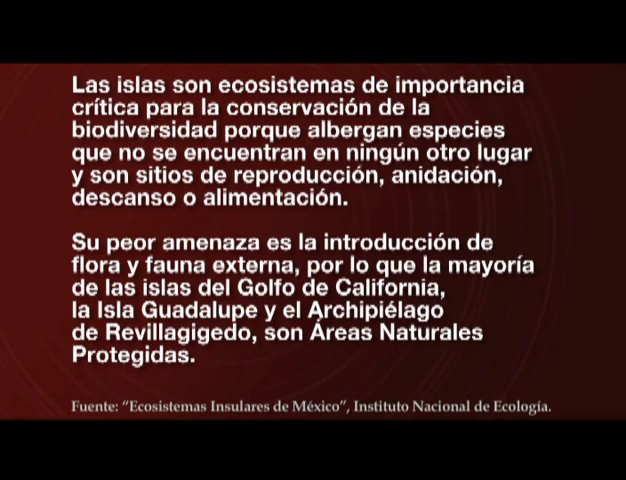 Las islas son ecosistemas de importancia
crítica para la conservación de la
biodiversidad porque albergan especies
que no se encuentran en ningún otro lugar
y son sitios de reproducción, anidación,
descanso o alimentación.
Su peor amenaza es la introducción de
flora y fauna externa, por lo que la mayoría
de las islas del Golfo de California,
la Isla Guadalupe y el Archipiélago
de Revillagigedo, son Áreas Naturales
Protegidas.
Fuente: “Ecosistemas Insulares de México”, Instituto Nacional de Ecología.